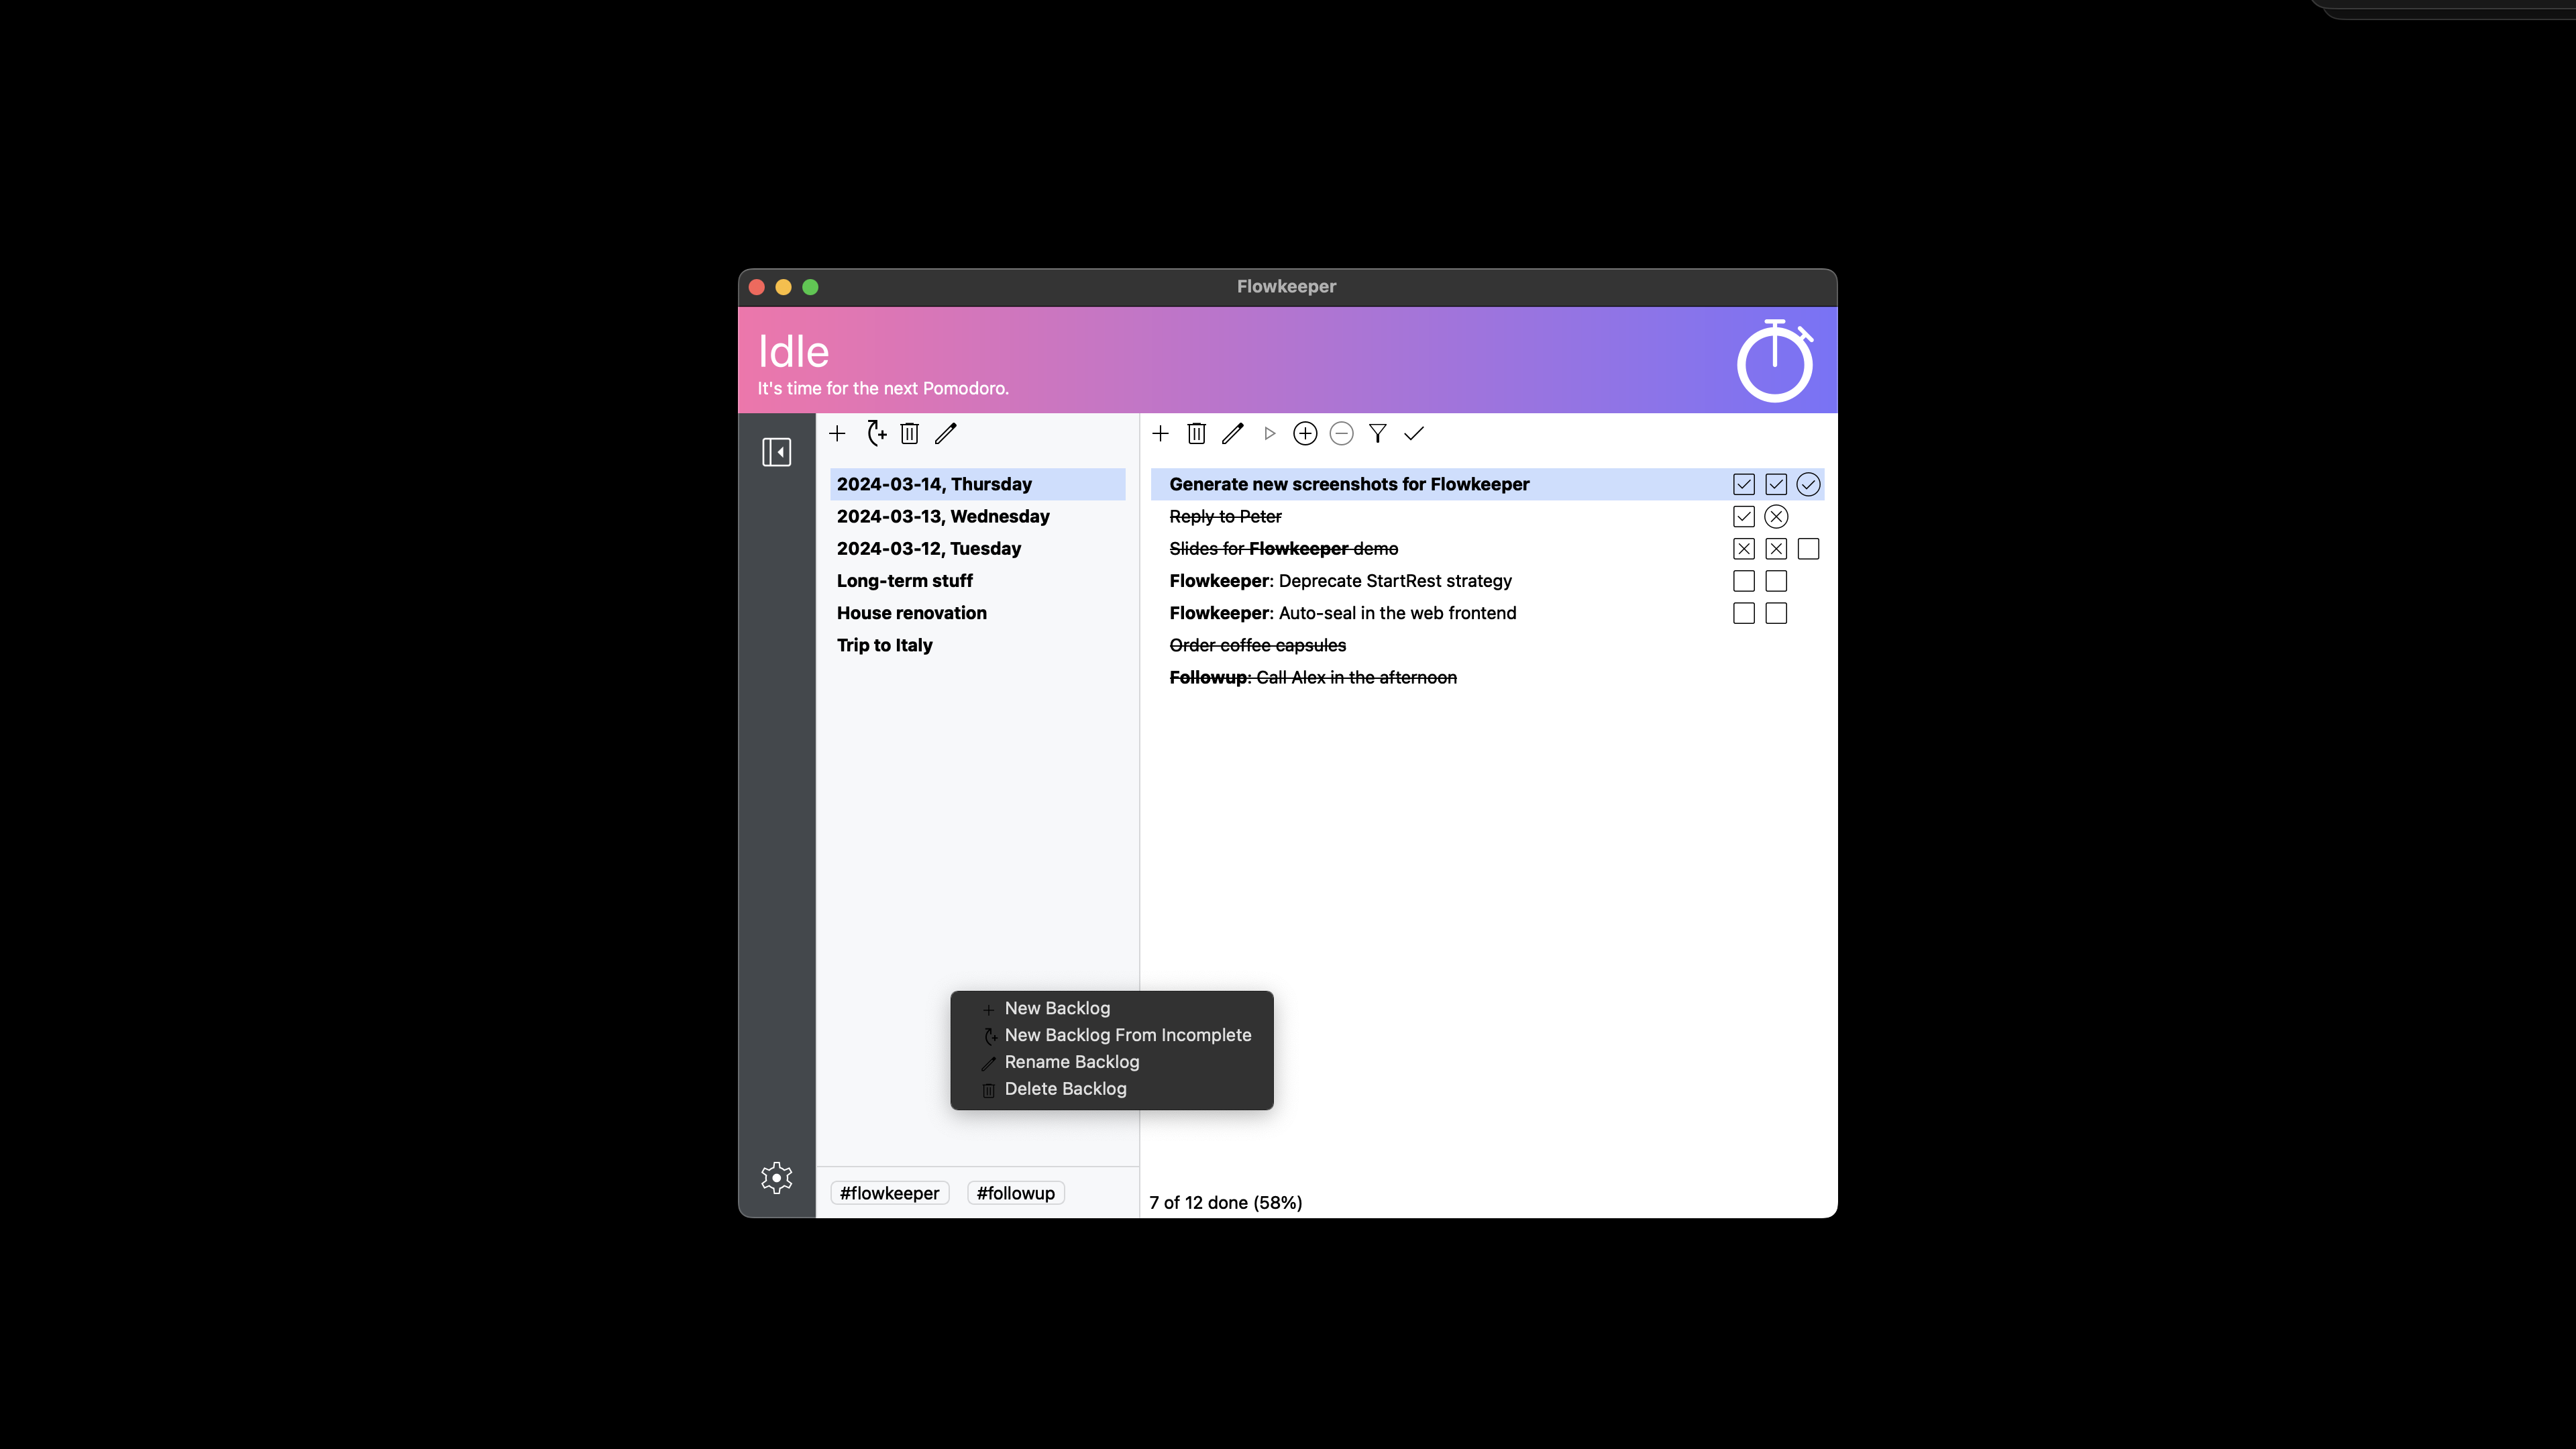 Flowkeeper
Idle
It's time for the next Pomodoro.
2024-03-14, Thursday
2024-03-13, Wednesday
2024-03-12, Tuesday
Long-term stuff
House renovation
Trip to Italy
Generate new screenshots for Flowkeeper
Reply to Peter
Slides for Flowkeeper demo
Flowkeeper: Deprecate StartRest strategy
Flowkeeper: Auto-seal in the web frontend
Order coffee capsules
Followup: Call Alex in the afternoon
New Backlog
New Backlog From Incomplete
Rename Backlog
Delete Backlog
#flowkeeper #followup
7 of 12 done (58%)